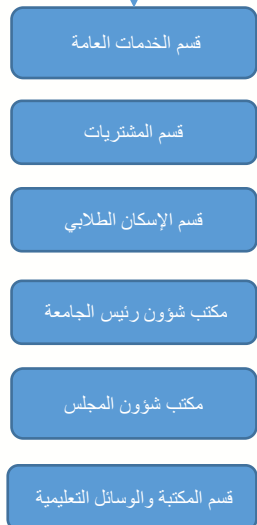 قسم الخدمات العامة
قسم المشتريات
قسم الإسكان الطلابي
مكتب شؤون رئيس الجامعة
مكتب شؤون المجلس
قسم المكتبة والوسائل التعليمية